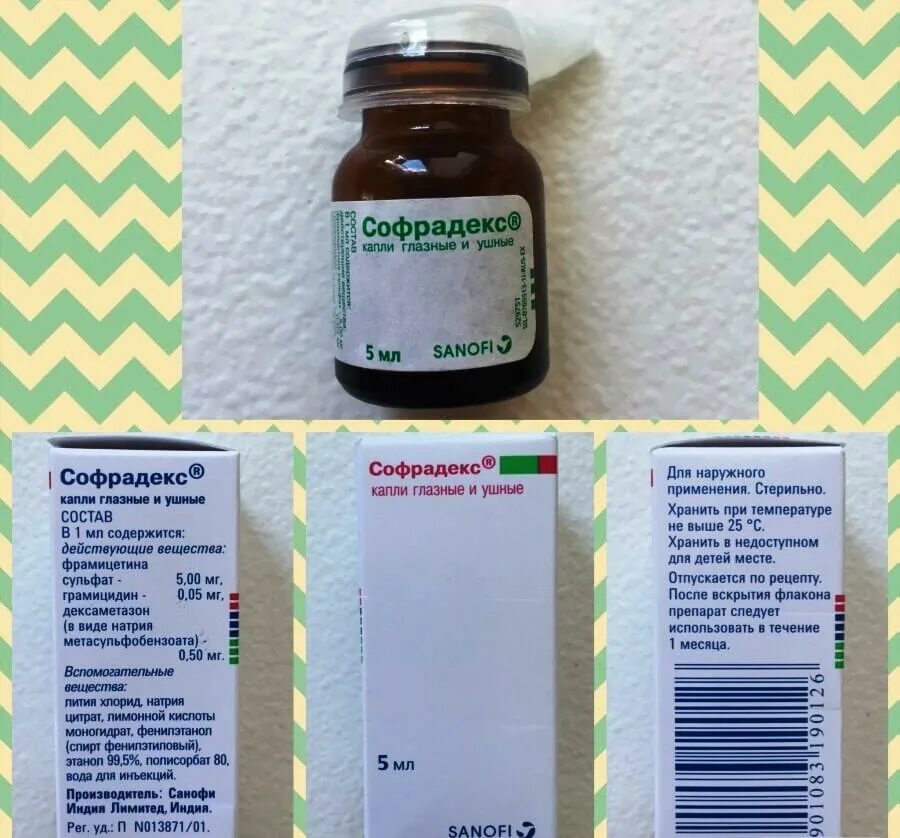 Софрадекс®
капли глазные и ушные
СОСТАВ
В 1 мл содержится:
5 мл
SANOFI
Софрадекс®
капли глазные и ушные
СОСТАВ
В 1 мл содержится:
действующие вещества:
фрамицетина
сульфат - 5,00 мг,
грамицидин - 0,05 мг,
дексаметазон
(в виде натрия
метасульфобензоата) -
0,50 мг.
Вспомогательные
вещества:
лития хлорид, натрия
цитрат, лимонной кислоты
моногидрат, фенилэтанол
(спирт фенилэтиловый),
этанол 99,5%, полисорбат 80,
вода для инъекций.
Производитель: Санофи
Индия Лимитед, Индия.
Рег. уд.: П N013871/01.
Софрадекс®
капли глазные и ушные
5 мл
SANOFI
Для наружного
применения. Стерильно.
Хранить при температуре
не выше 25 °C.
Хранить в недоступном
для детей месте.
Отпускается по рецепту.
После вскрытия флакона
препарат следует
использовать в течение
1 месяца.
901083190126